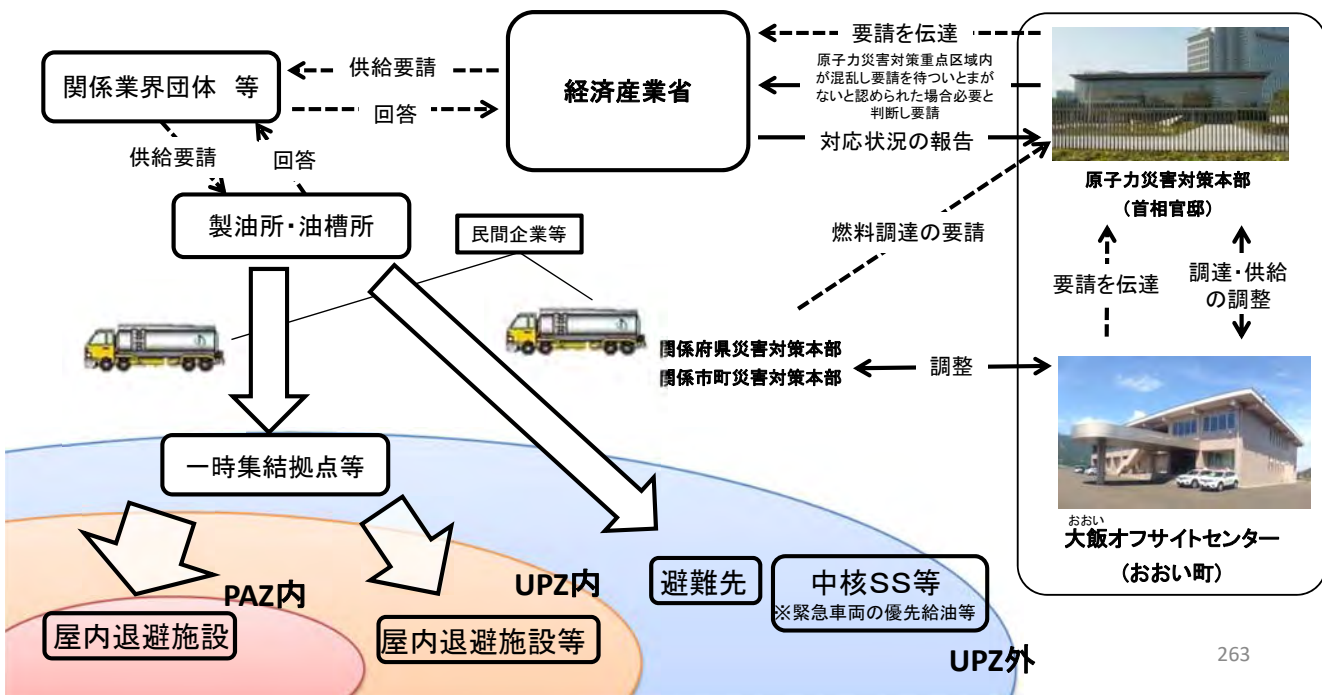 要請を伝達
原子力災害対策重点区域内
が混乱し要請を待ついとまが
ないと認められた場合必要と
判断し要請
対応状況の報告
経済産業省
供給要請
回答
関係業界団体　等
供給要請
回答
製油所・油槽所
民間企業等
原子力災害対策本部
（首相官邸）
燃料調達の要請
要請を伝達
調達・供給
の調整
関係府県災害対策本部
関係市町災害対策本部
調整
一時集結拠点等
おおい
大飯オフサイトセンター
（おおい町）
PAZ内
UPZ内
避難先
中核SS等
※緊急車両の優先給油等
屋内退避施設
屋内退避施設等
UPZ外
263